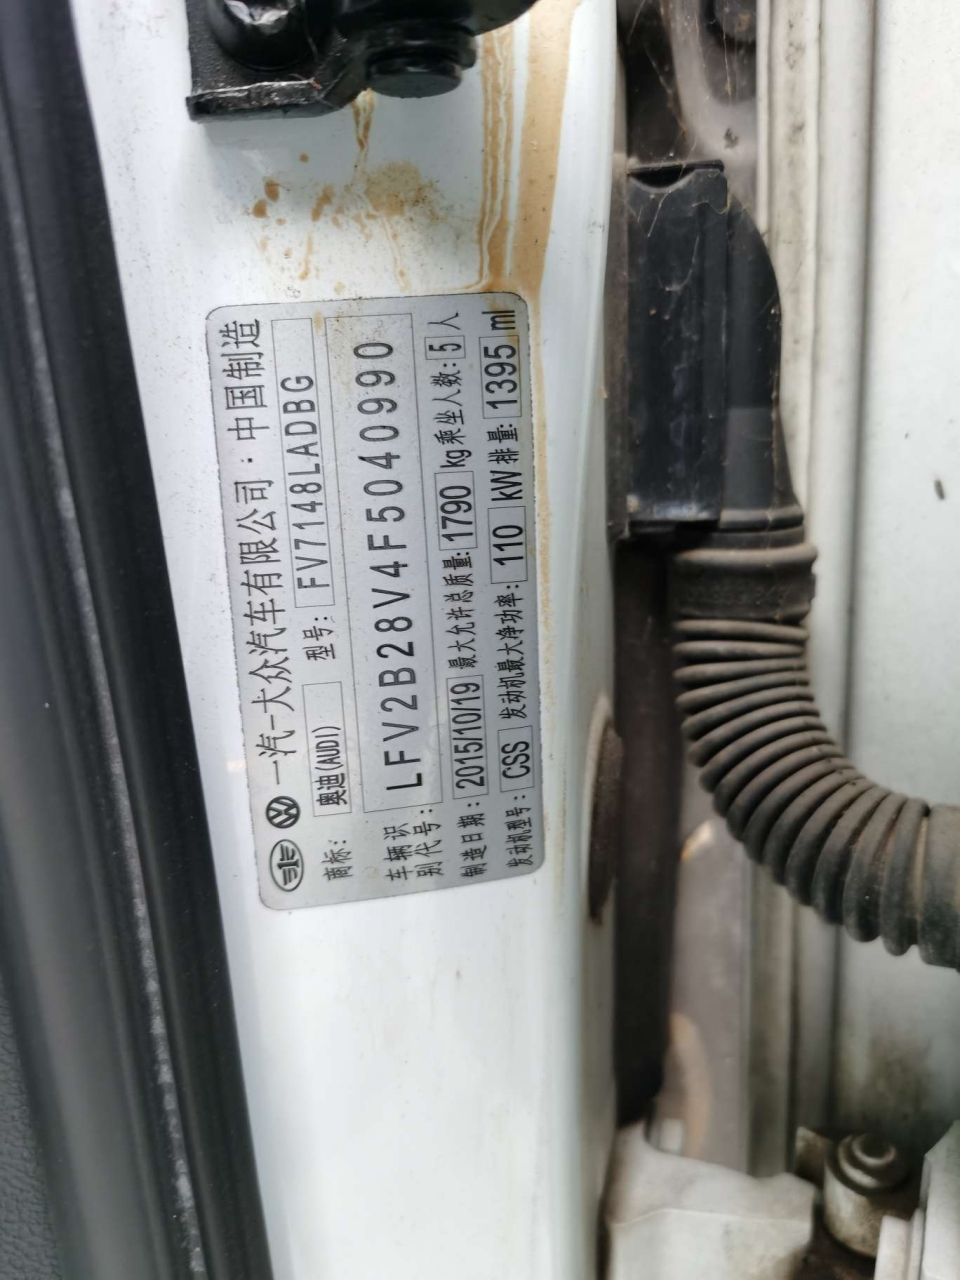 一汽-大众汽车有限公司·中国制造
商标: 奥迪(AUDI) 型号: FV7148LADBG
车辆识别代号: LFV2B28V4F5040990
制造日期: 2015/10/19 最大允许总质量: 1790 kg 乘坐人数: 5 人
发动机型号: CSS 发动机最大净功率: 110 kW 排量: 1395 ml